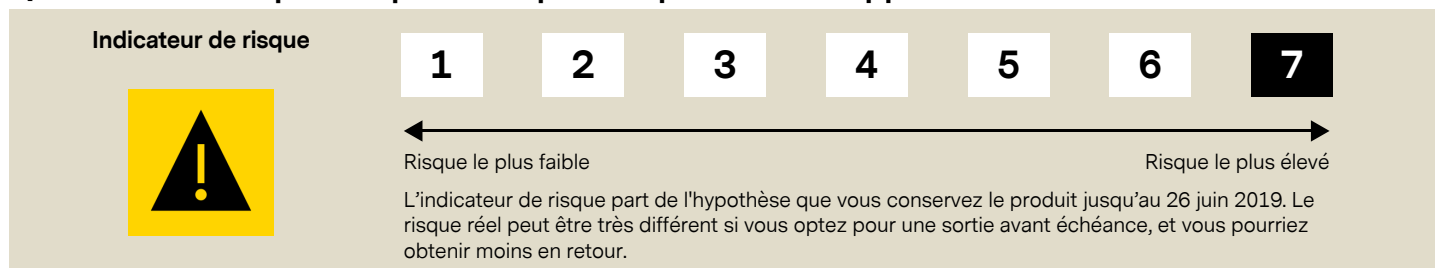 Indicateur de risque
1 2 3 4 5 6 7
Risque le plus faible Risque le plus élevé
L’indicateur de risque part de l'hypothèse que vous conservez le produit jusqu’au 26 juin 2019. Le
risque réel peut être très différent si vous optez pour une sortie avant échéance, et vous pourriez
obtenir moins en retour.